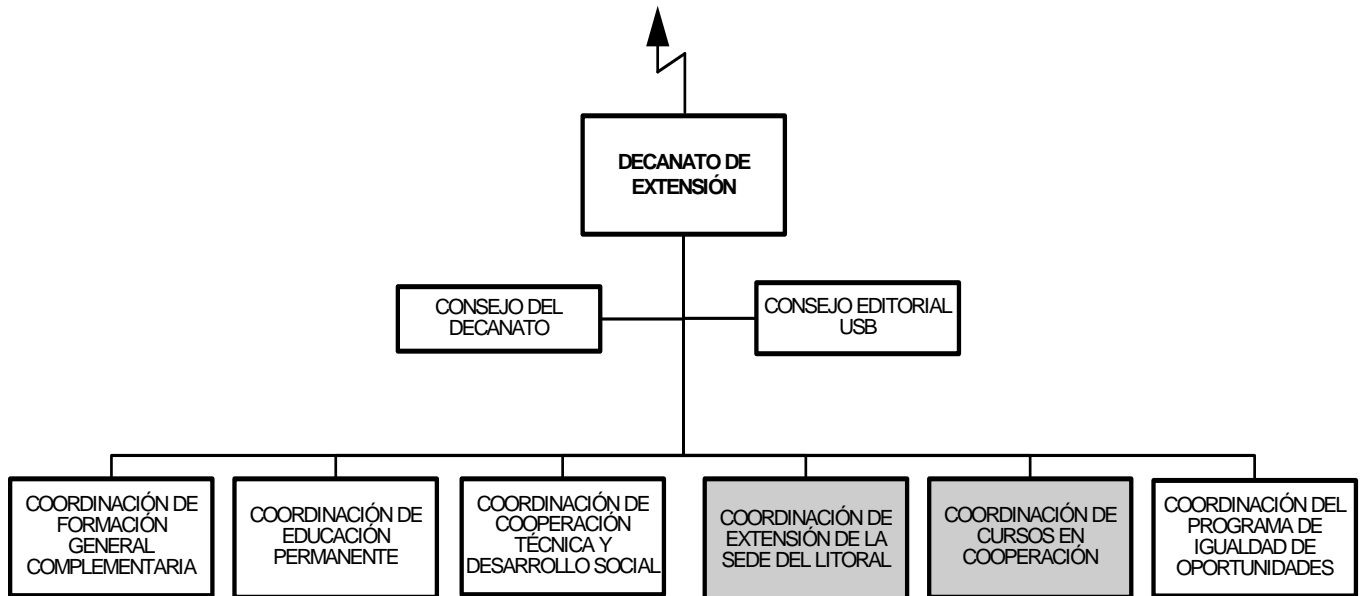 DECANATO DE
EXTENSIÓN
CONSEJO DEL
DECANATO
CONSEJO EDITORIAL
USB
COORDINACIÓN DE
FORMACIÓN
GENERAL
COMPLEMENTARIA
COORDINACIÓN DE
EDUCACIÓN
PERMANENTE
COORDINACIÓN DE
COOPERACIÓN
TÉCNICA Y
DESARROLLO SOCIAL
COORDINACIÓN DE
EXTENSIÓN DE LA
SEDE DEL LITORAL
COORDINACIÓN DE
CURSOS EN
COOPERACIÓN
COORDINACIÓN DEL
PROGRAMA DE
IGUALDAD DE
OPORTUNIDADES